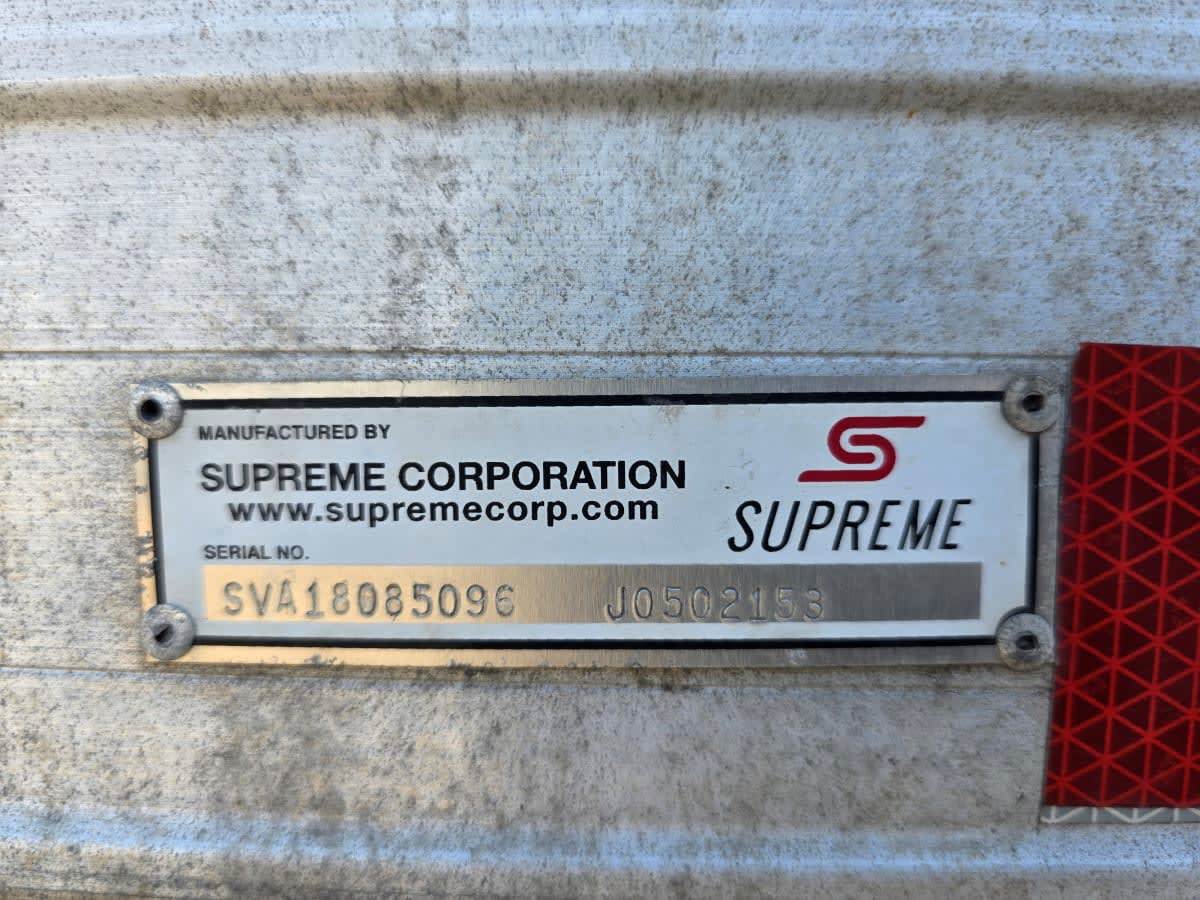 MANUFACTURED BY
SUPREME CORPORATION
www.supremecorp.com
SUPREME
SERIAL NO.
SVA18085096 J0502153